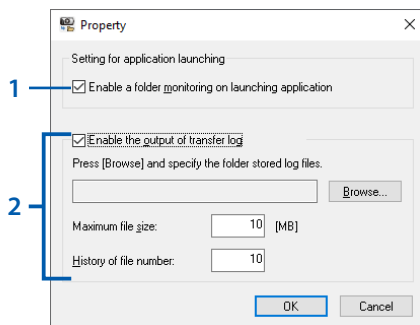 Property
Setting for application launching
1
Enable a folder monitoring on launching application
2
Enable the output of transfer log
Press [Browse] and specify the folder stored log files.
Browse...
Maximum file size: 10 [MB]
History of file number: 10
OK Cancel